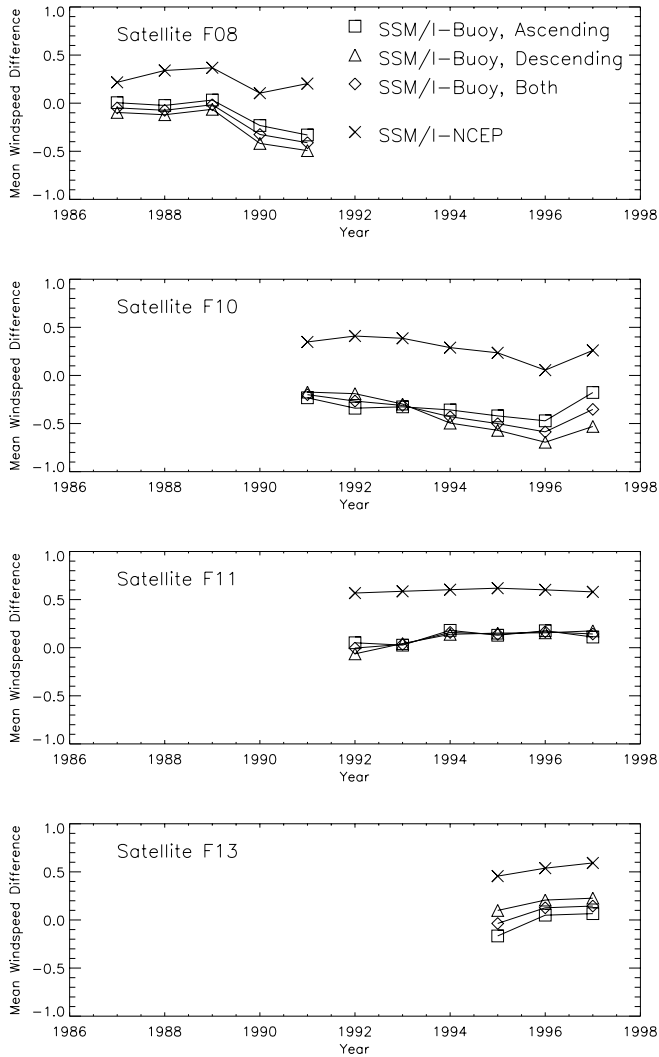 Satellite F08
SSM/I-Buoy, Ascending
SSM/I-Buoy, Descending
SSM/I-Buoy, Both
SSM/I-NCEP
Mean Windspeed Difference
1.0
0.5
0.0
-0.5
-1.0
1986 1988 1990 1992 1994 1996 1998
Year
Satellite F10
Mean Windspeed Difference
1.0
0.5
0.0
-0.5
-1.0
1986 1988 1990 1992 1994 1996 1998
Year
Satellite F11
Mean Windspeed Difference
1.0
0.5
0.0
-0.5
-1.0
1986 1988 1990 1992 1994 1996 1998
Year
Satellite F13
Mean Windspeed Difference
1.0
0.5
0.0
-0.5
-1.0
1986 1988 1990 1992 1994 1996 1998
Year